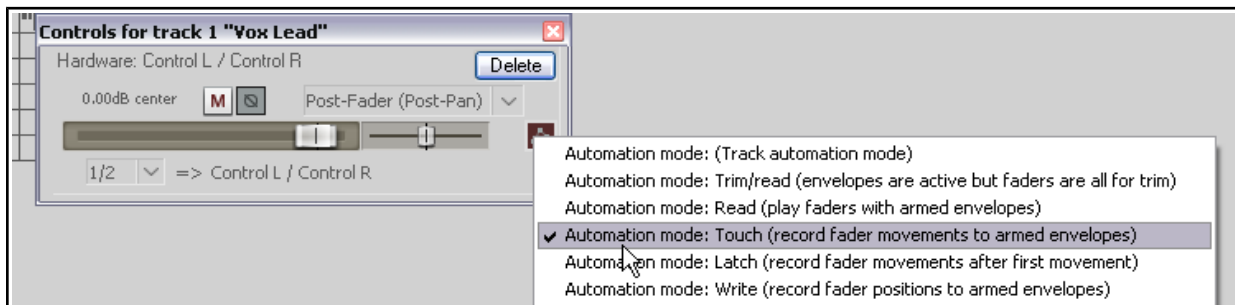 Controls for track 1 "Vox Lead"
Hardware: Control L / Control R
Delete
0.00dB center M Post-Fader (Post-Pan)
1/2 => Control L / Control R
Automation mode: (Track automation mode)
Automation mode: Trim/read (envelopes are active but faders are all for trim)
Automation mode: Read (play faders with armed envelopes)
Automation mode: Touch (record fader movements to armed envelopes)
Automation mode: Latch (record fader movements after first movement)
Automation mode: Write (record fader positions to armed envelopes)